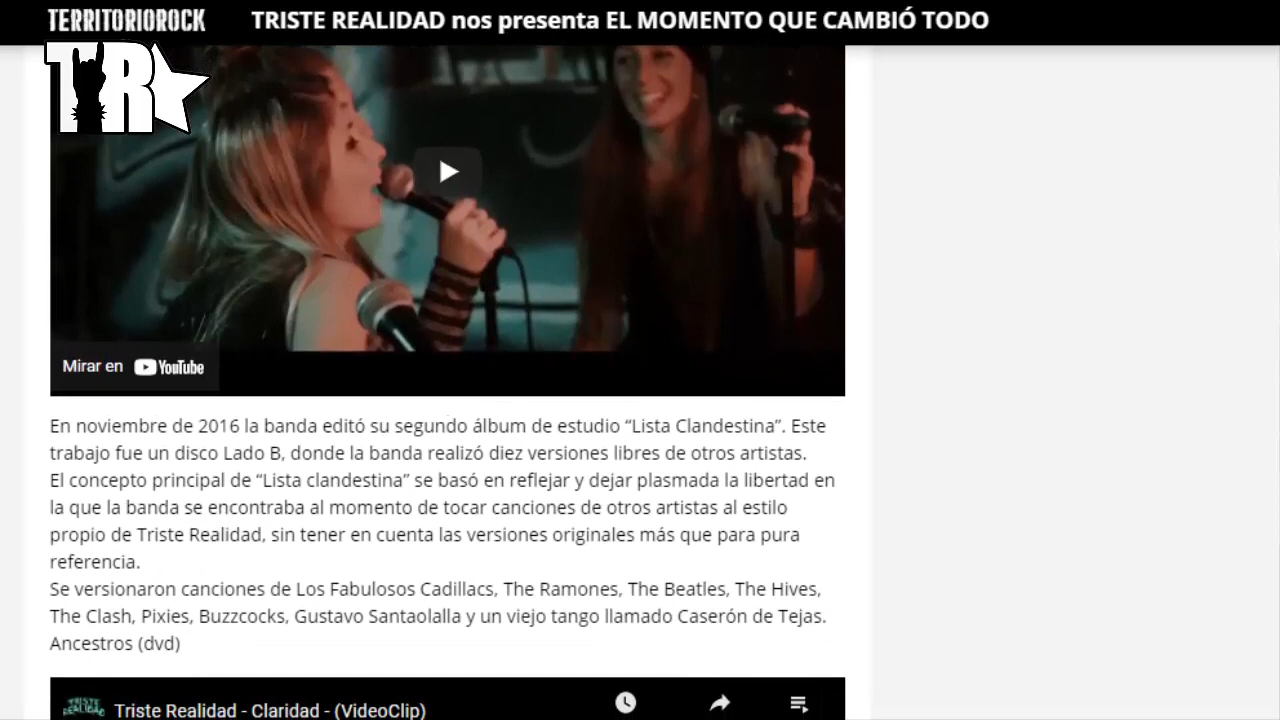 TERRITORIOROCK
TRISTE REALIDAD nos presenta EL MOMENTO QUE CAMBIÓ TODO
TR
Mirar en YouTube
En noviembre de 2016 la banda editó su segundo álbum de estudio “Lista Clandestina”. Este
trabajo fue un disco Lado B, donde la banda realizó diez versiones libres de otros artistas.
El concepto principal de “Lista clandestina” se basó en reflejar y dejar plasmada la libertad en
la que la banda se encontraba al momento de tocar canciones de otros artistas al estilo
propio de Triste Realidad, sin tener en cuenta las versiones originales más que para pura
referencia.
Se versionaron canciones de Los Fabulosos Cadillacs, The Ramones, The Beatles, The Hives,
The Clash, Pixies, Buzzcocks, Gustavo Santaolalla y un viejo tango llamado Caserón de Tejas.
Ancestros (dvd)
TRISTE
REALIDAD
Triste Realidad - Claridad - (VideoClip)